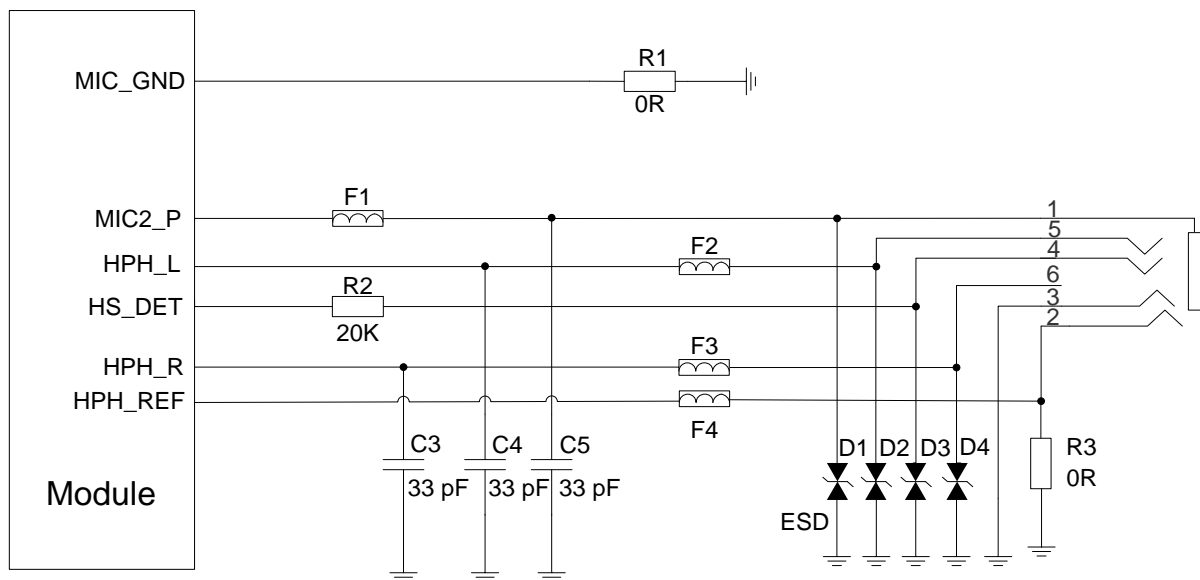 R1
MIC_GND
0R
F1
1
MIC2_P
5
F2
4
HPH_L
R2
6
HS_DET
3
20K
2
F3
HPH_R
HPH_REF
F4
C3
C4
C5
D1
D2
D3
D4
R3
33 pF
33 pF
33 pF
0R
Module
ESD